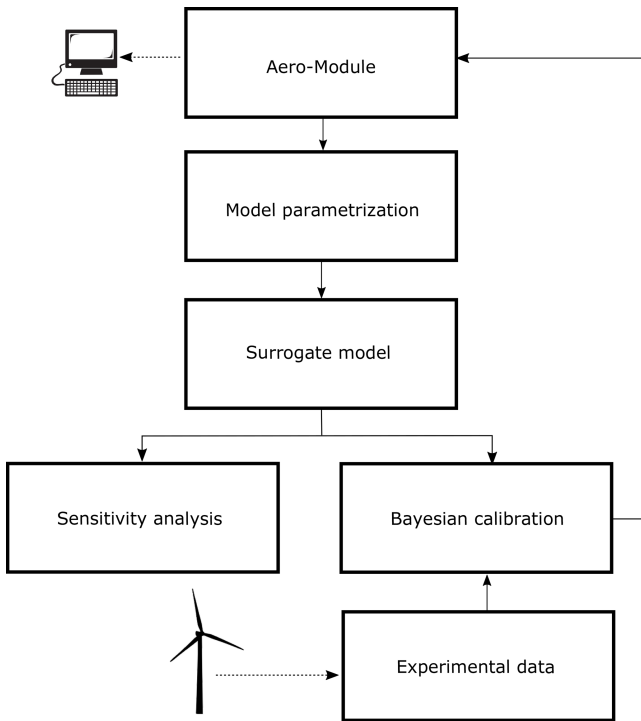 Aero-Module
Model parametrization
Surrogate model
Sensitivity analysis
Bayesian calibration
Experimental data